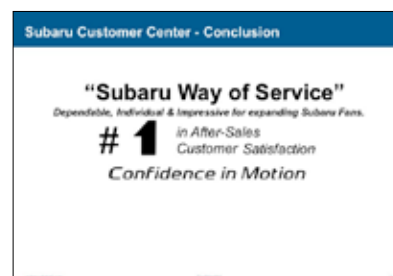 Subaru Customer Center - Conclusion
“Subaru Way of Service”
Dependable, Individual & Impressive for expanding Subaru Fans.
# 1 in After-Sales
Customer Satisfaction
Confidence in Motion